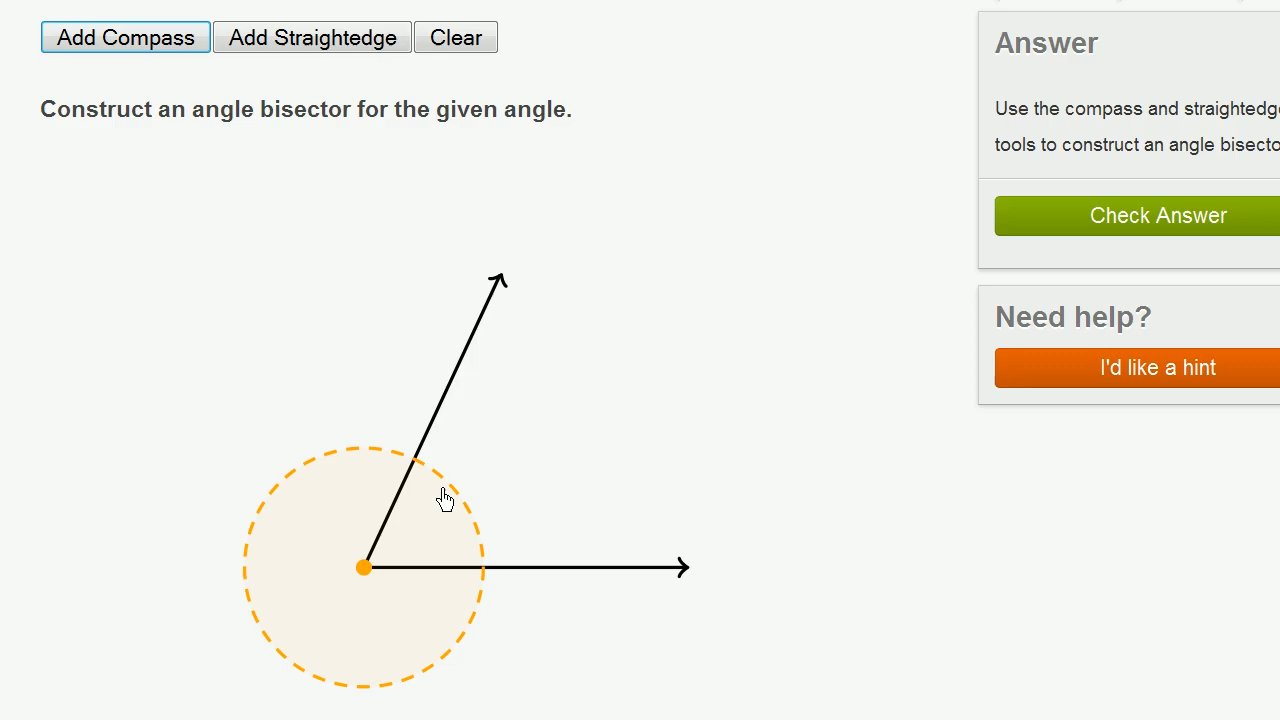 Add Compass Add Straightedge Clear
Construct an angle bisector for the given angle.
Answer
Use the compass and straightedge
tools to construct an angle
Check Answer
Need help?
I'd like a hint